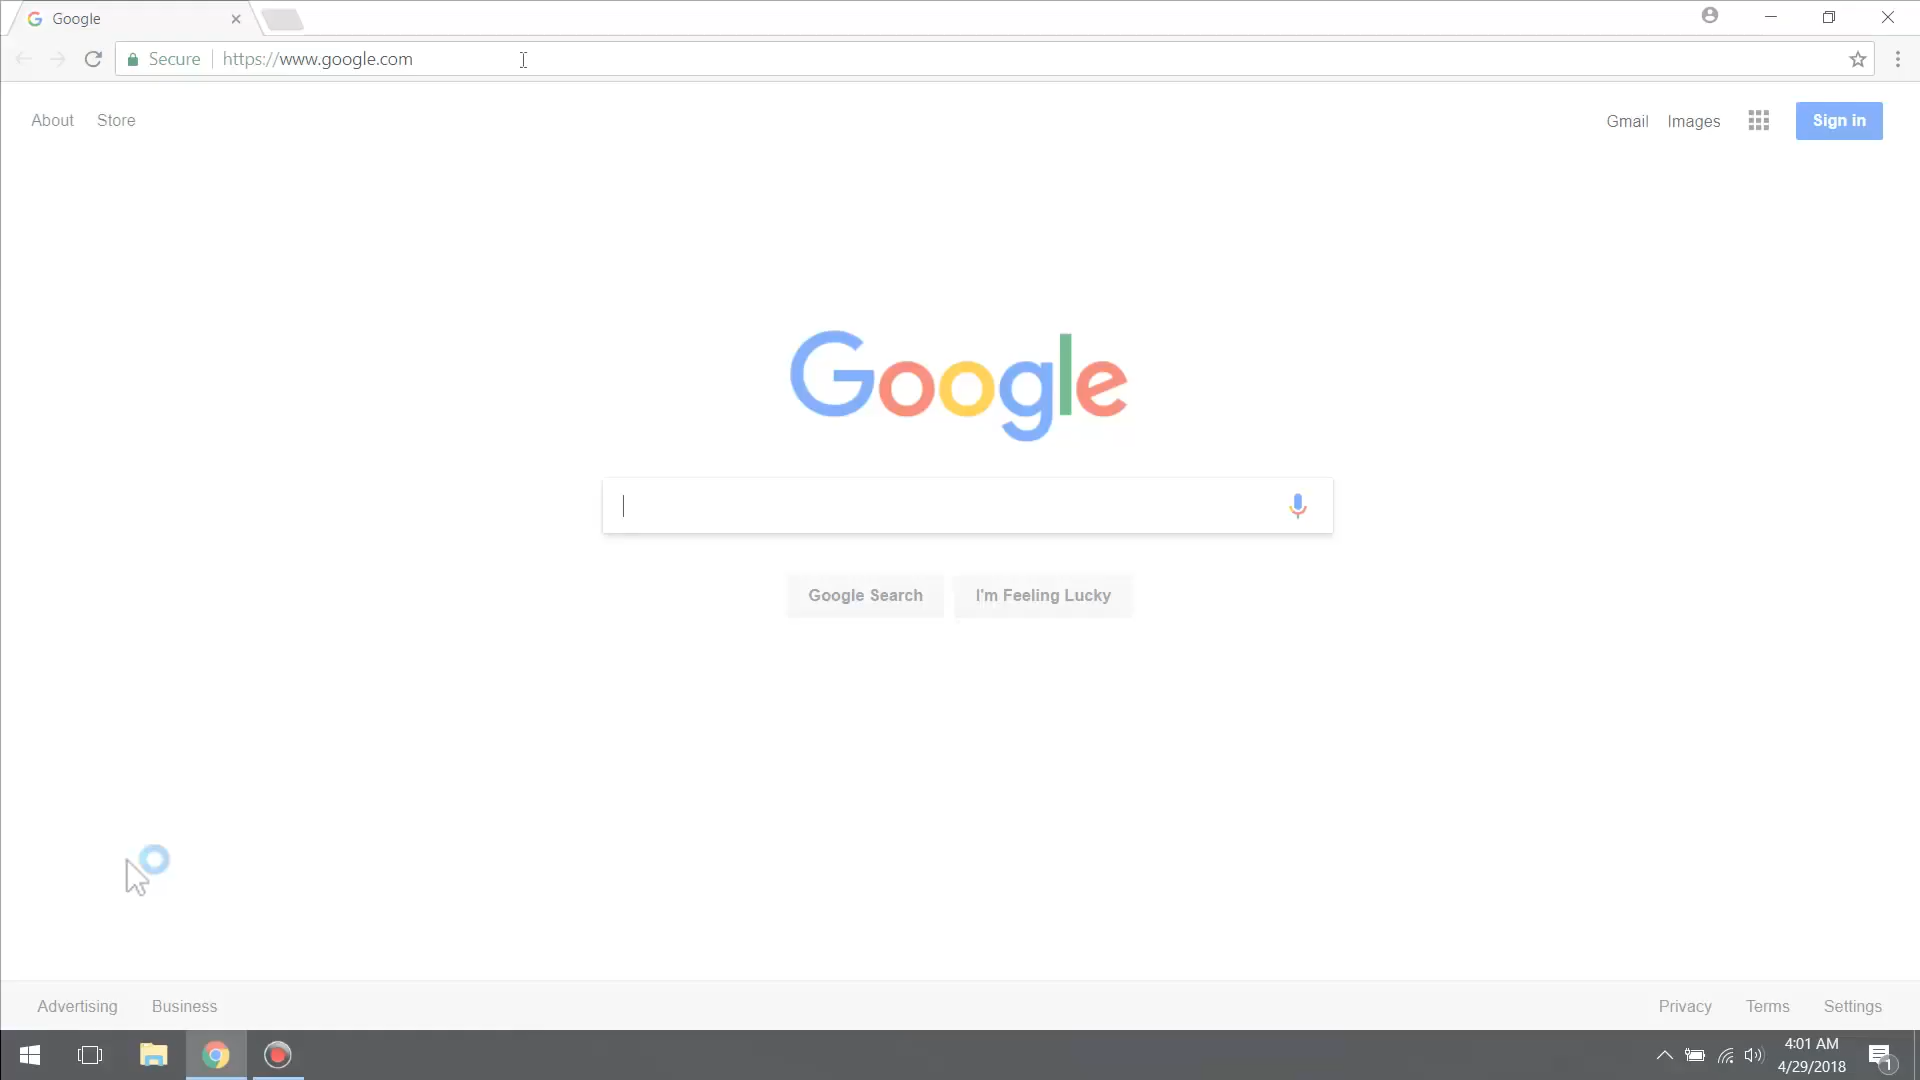 Google
Secure
https://www.google.com
About
Store
Gmail
Images
Sign in
Google
Google Search
I'm Feeling Lucky
Advertising
Business
Privacy
Terms
Settings
4:01 AM
4/29/2018
1